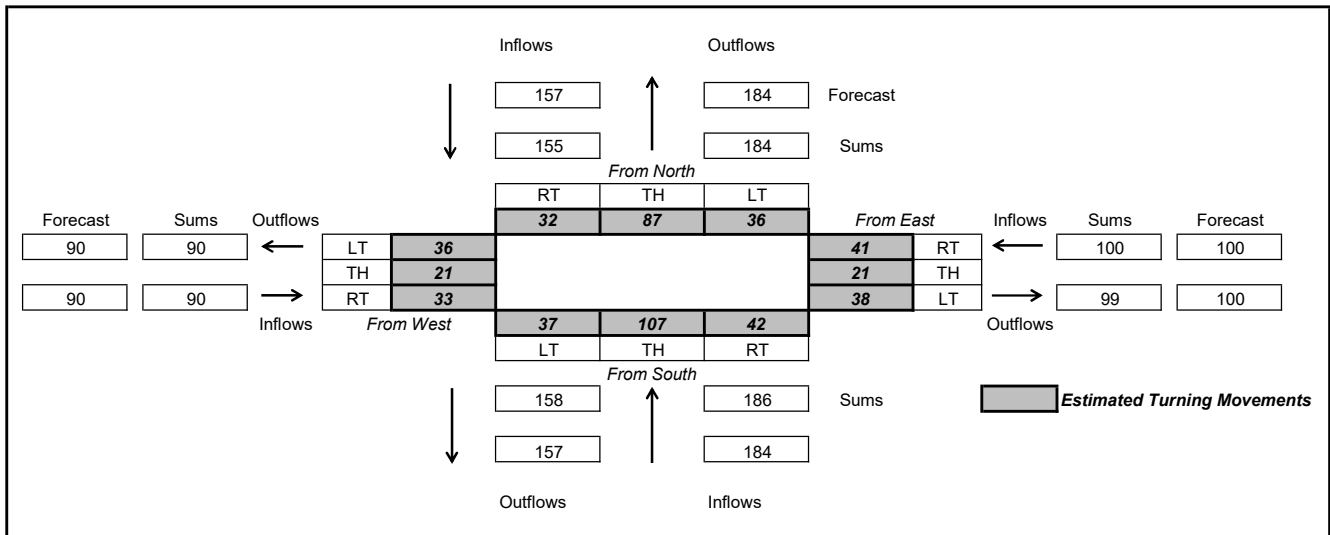 Inflows Outflows
157 184 Forecast
155 184 Sums
From North
RT TH LT
Forecast Sums Outflows 32 87 36 From East Inflows Sums Forecast
90 90 LT 36 41 RT 100 100
TH 21 21 TH
90 90 RT 33 38 LT 99 100
Inflows From West 37 107 42 Outflows
LT TH RT
From South
158 186 Sums Estimated Turning Movements
157 184
Outflows Inflows